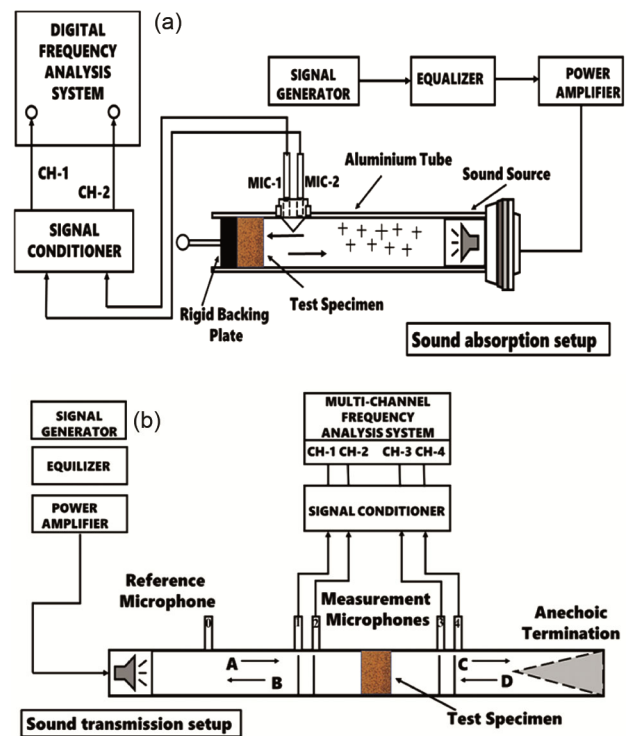 (a)
DIGITAL
FREQUENCY
ANALYSIS
SYSTEM
CH-1
CH-2
SIGNAL
CONDITIONER
SIGNAL
GENERATOR
EQUALIZER
POWER
AMPLIFIER
MIC-1
MIC-2
Aluminium Tube
Sound Source
Rigid Backing
Plate
Test Specimen
Sound absorption setup
(b)
SIGNAL
GENERATOR
EQUILIZER
POWER
AMPLIFIER
MULTI-CHANNEL
FREQUENCY
ANALYSIS SYSTEM
CH-1 CH-2 CH-3 CH-4
SIGNAL CONDITIONER
Reference
Microphone
Measurement
Microphones
Anechoic
Termination
0 1 2 3 4
A
B
C
D
Test Specimen
Sound transmission setup